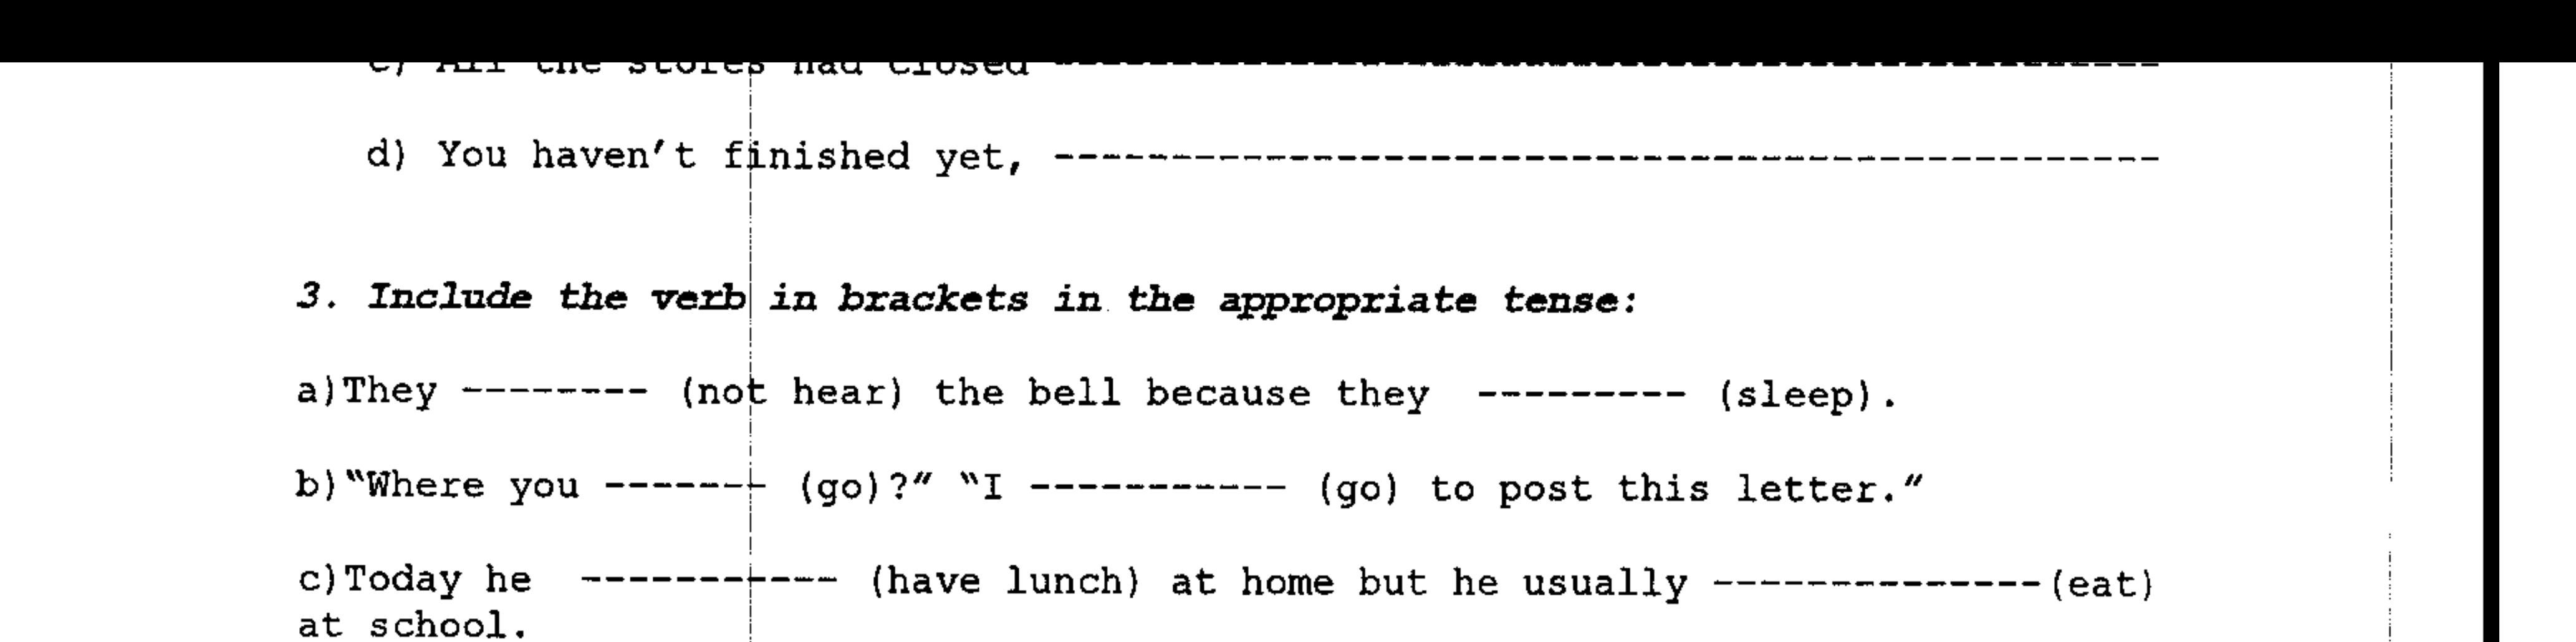 c) All the stores had closed -----------------------------------------------
d) You haven't finished yet, -----------------------------------------------
3. Include the verb in brackets in the appropriate tense:
a)They -------- (not hear) the bell because they --------- (sleep).
b)"Where you ------- (go)?" "I ----------- (go) to post this letter."
c)Today he ----------- (have lunch) at home but he usually --------------(eat)
at school.